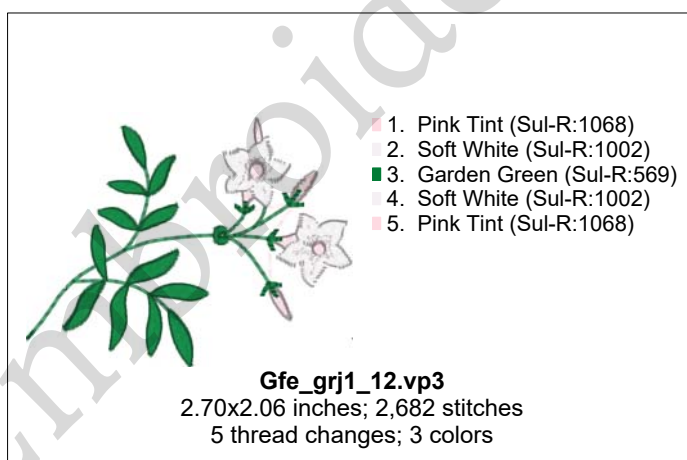 1. Pink Tint (Sul-R:1068)
2. Soft White (Sul-R:1002)
3. Garden Green (Sul-R:569)
4. Soft White (Sul-R:1002)
5. Pink Tint (Sul-R:1068)
Gfe_grj1_12.vp3
2.70x2.06 inches; 2,682 stitches
5 thread changes; 3 colors